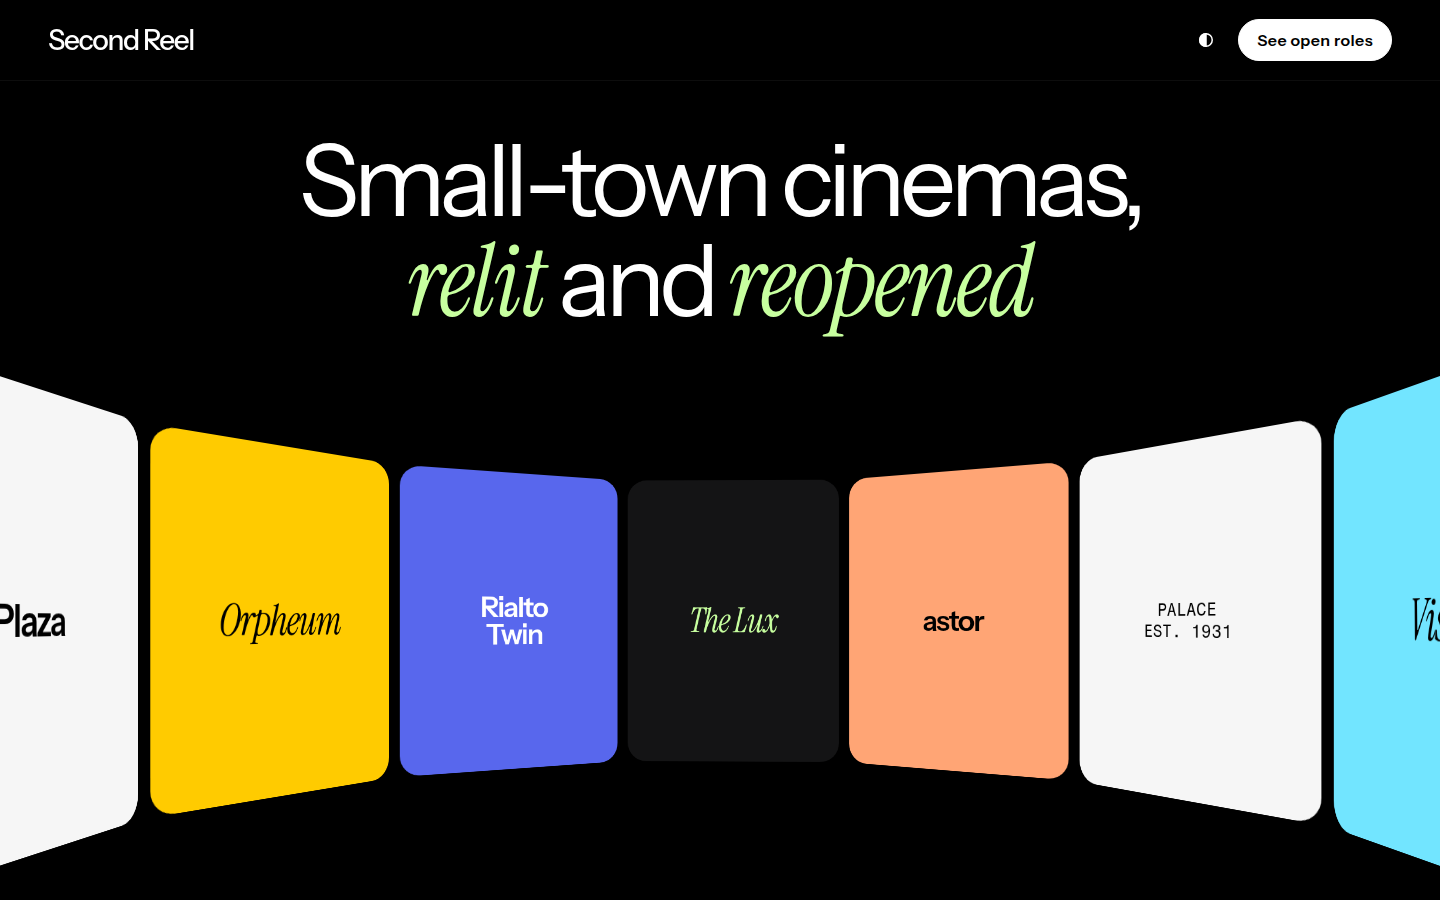 Second Reel
See open roles
Small-town cinemas,
relit and reopened
Plaza
Orpheum
Rialto
Twin
The Lux
astor
PALACE
EST. 1931